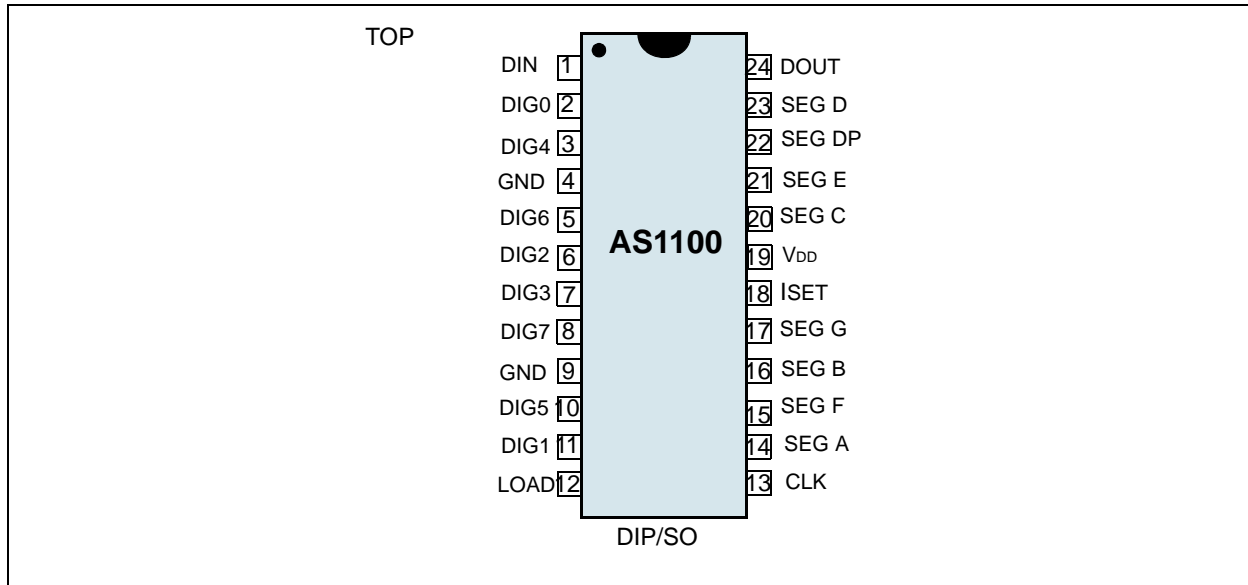 TOP
DIN 1 24 DOUT
DIG0 2 23 SEG D
DIG4 3 22 SEG DP
GND 4 21 SEG E
DIG6 5 20 SEG C
AS1100
DIG2 6 19 VDD
DIG3 7 18 ISET
DIG7 8 17 SEG G
GND 9 16 SEG B
DIG5 10 15 SEG F
DIG1 11 14 SEG A
LOAD 12 13 CLK
DIP/SO